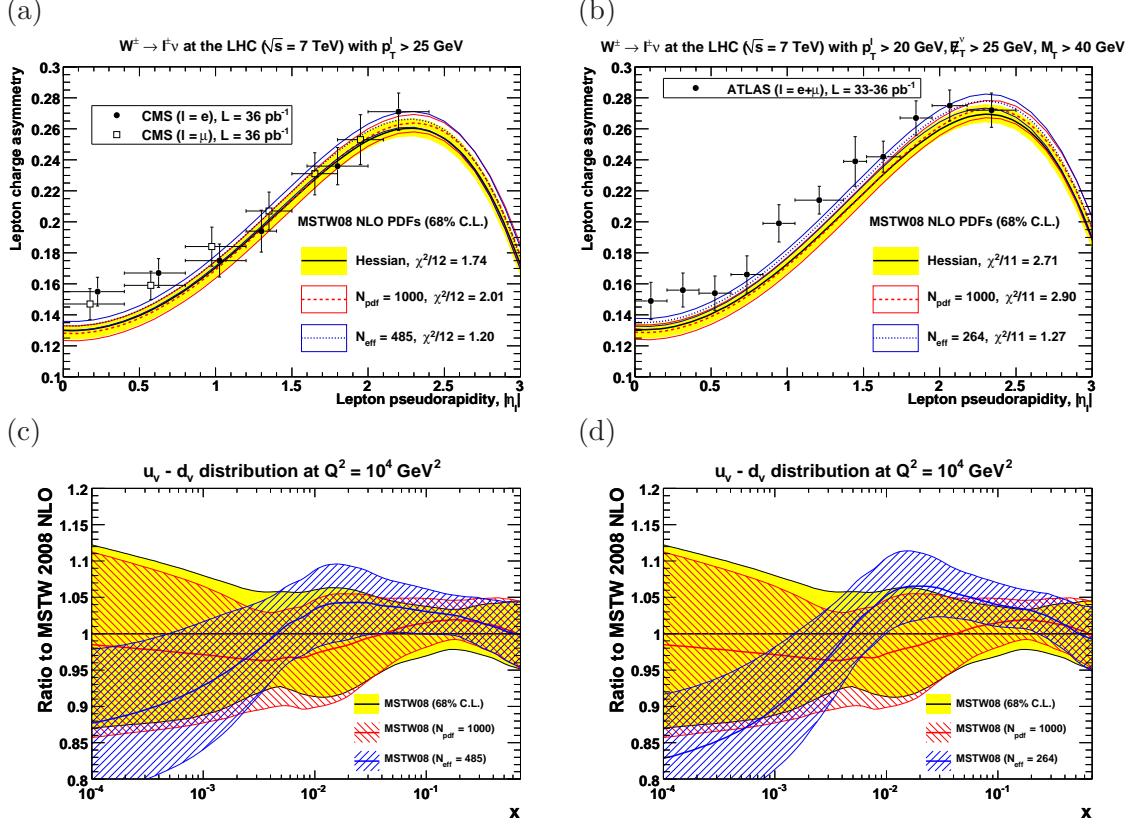 (a)
W± → l±ν at the LHC (√s = 7 TeV) with p_T^l > 25 GeV
Lepton charge asymmetry
0.3
0.28
0.26
0.24
0.22
0.2
0.18
0.16
0.14
0.12
0.1
CMS (l = e), L = 36 pb⁻¹
CMS (l = μ), L = 36 pb⁻¹
MSTW08 NLO PDFs (68% C.L.)
Hessian, χ²/12 = 1.74
N_pdf = 1000, χ²/12 = 2.01
N_eff = 485, χ²/12 = 1.20
0 0.5 1 1.5 2 2.5 3
Lepton pseudorapidity, |η_l|
(b)
W± → l±ν at the LHC (√s = 7 TeV) with p_T^l > 20 GeV, E̸_T^ν > 25 GeV, M_T > 40 GeV
Lepton charge asymmetry
0.3
0.28
0.26
0.24
0.22
0.2
0.18
0.16
0.14
0.12
0.1
ATLAS (l = e+μ), L = 33-36 pb⁻¹
MSTW08 NLO PDFs (68% C.L.)
Hessian, χ²/11 = 2.71
N_pdf = 1000, χ²/11 = 2.90
N_eff = 264, χ²/11 = 1.27
0 0.5 1 1.5 2 2.5 3
Lepton pseudorapidity, |η_l|
(c)
u_v - d_v distribution at Q² = 10⁴ GeV²
Ratio to MSTW 2008 NLO
1.2
1.15
1.1
1.05
1
0.95
0.9
0.85
0.8
MSTW08 (68% C.L.)
MSTW08 (N_pdf = 1000)
MSTW08 (N_eff = 485)
10⁻⁴ 10⁻³ 10⁻² 10⁻¹
x
(d)
u_v - d_v distribution at Q² = 10⁴ GeV²
Ratio to MSTW 2008 NLO
1.2
1.15
1.1
1.05
1
0.95
0.9
0.85
0.8
MSTW08 (68% C.L.)
MSTW08 (N_pdf = 1000)
MSTW08 (N_eff = 264)
10⁻⁴ 10⁻³ 10⁻² 10⁻¹
x